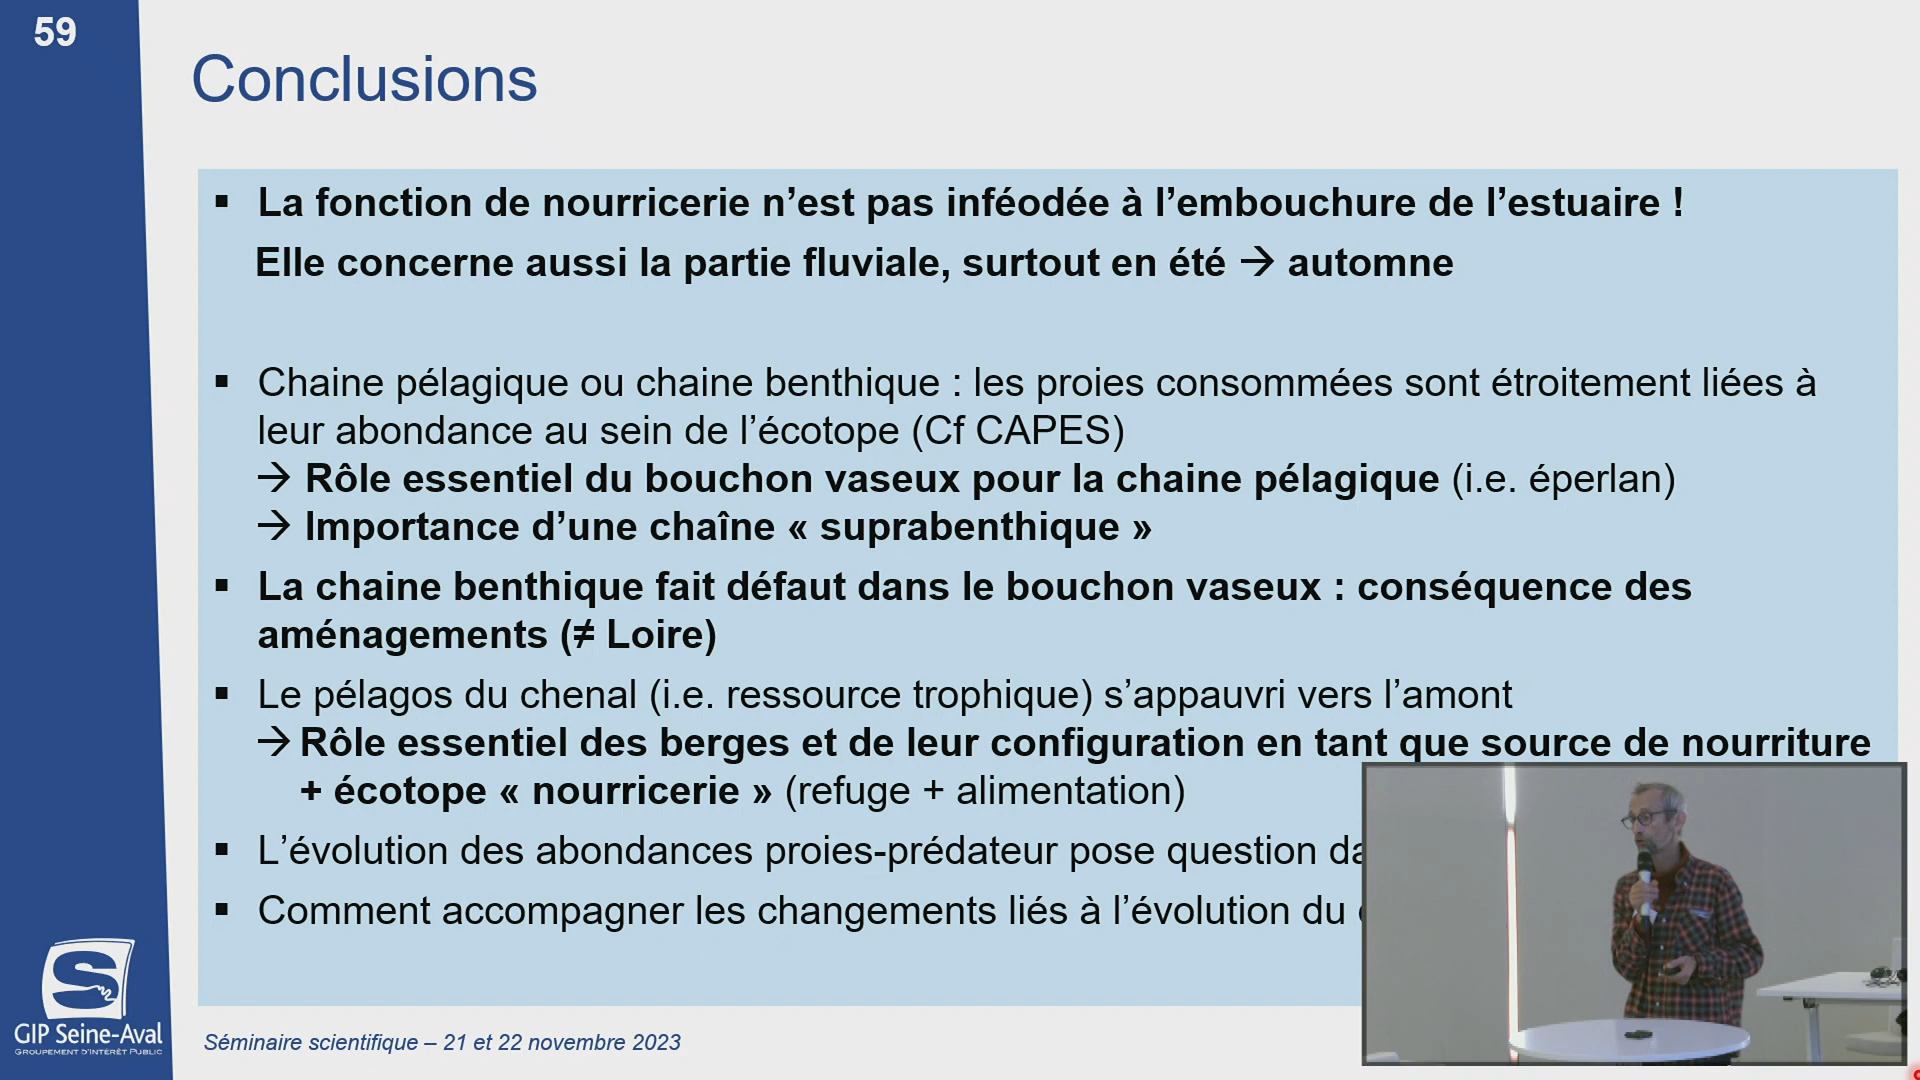 59
Conclusions
▪ La fonction de nourricerie n’est pas inféodée à l’embouchure de l’estuaire !
Elle concerne aussi la partie fluviale, surtout en été → automne
▪ Chaine pélagique ou chaine benthique : les proies consommées sont étroitement liées à
leur abondance au sein de l’écotope (Cf CAPES)
→ Rôle essentiel du bouchon vaseux pour la chaine pélagique (i.e. éperlan)
→ Importance d’une chaîne « suprabenthique »
▪ La chaine benthique fait défaut dans le bouchon vaseux : conséquence des
aménagements (≠ Loire)
▪ Le pélagos du chenal (i.e. ressource trophique) s’appauvri vers l’amont
→ Rôle essentiel des berges et de leur configuration en tant que source de nourriture
+ écotope « nourricerie » (refuge + alimentation)
▪ L’évolution des abondances proies-prédateur pose question
▪ Comment accompagner les changements liés à l’évolution du
S
GIP Seine-Aval
GROUPEMENT D'INTÉRÊT PUBLIC
Séminaire scientifique – 21 et 22 novembre 2023